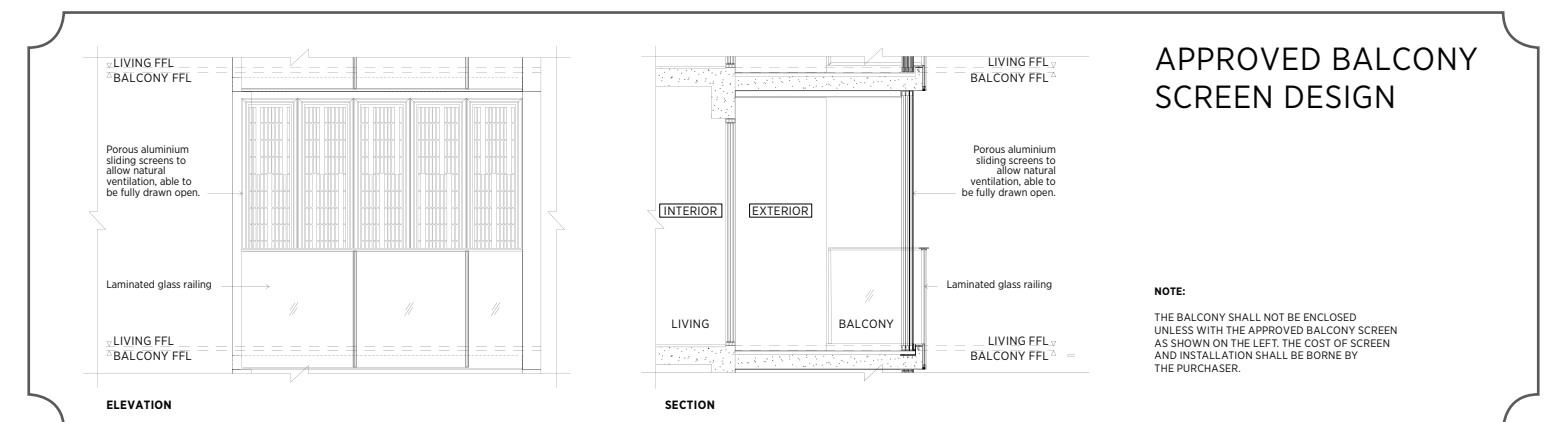 LIVING FFL
BALCONY FFL
Porous aluminium
sliding screens to
allow natural
ventilation, able to
be fully drawn open.
Laminated glass railing
LIVING FFL
BALCONY FFL
ELEVATION
LIVING FFL
BALCONY FFL
Porous aluminium
sliding screens to
allow natural
ventilation, able to
be fully drawn open.
INTERIOR
EXTERIOR
Laminated glass railing
LIVING
BALCONY
LIVING FFL
BALCONY FFL
SECTION
APPROVED BALCONY
SCREEN DESIGN
NOTE:
THE BALCONY SHALL NOT BE ENCLOSED
UNLESS WITH THE APPROVED BALCONY SCREEN
AS SHOWN ON THE LEFT. THE COST OF SCREEN
AND INSTALLATION SHALL BE BORNE BY
THE PURCHASER.